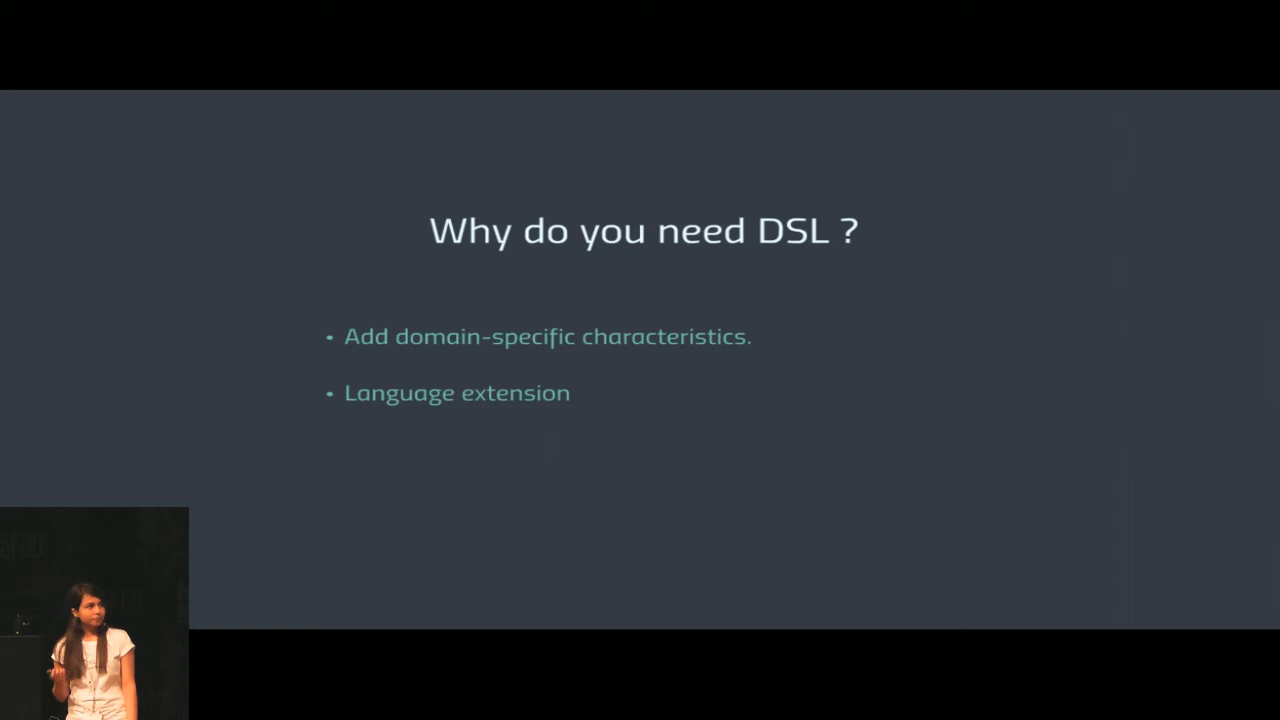 Why do you need DSL ?
• Add domain-specific characteristics.
• Language extension